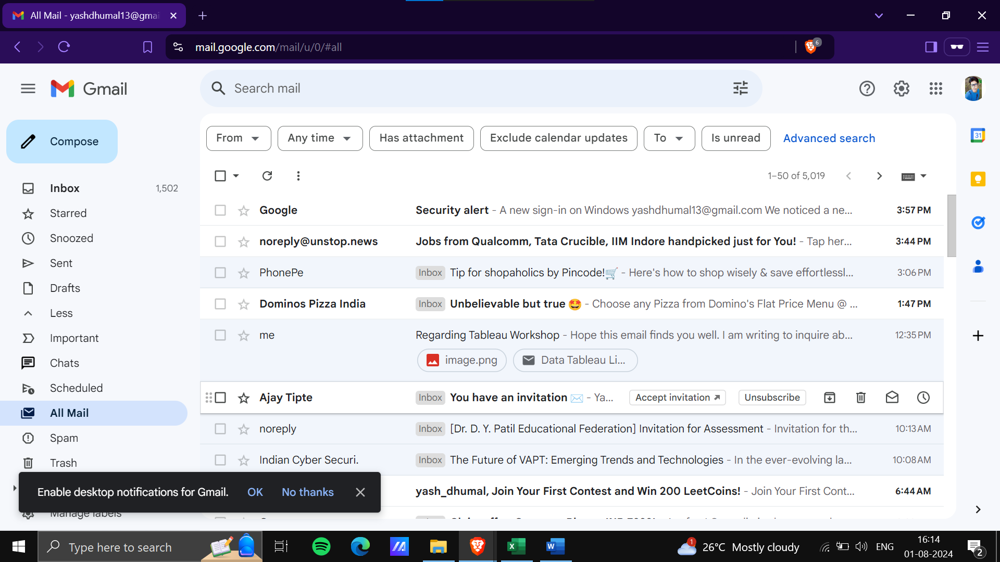 All Mail - yashdhumal13@gmai
mail.google.com/mail/u/0/#all
6
Gmail
Search mail
Compose
From
Any time
Has attachment
Exclude calendar updates
To
Is unread
Advanced search
31
1–50 of 5,019
Inbox 1,502
Starred
Snoozed
Sent
Drafts
Less
Important
Chats
Scheduled
All Mail
Spam
Trash
Manage labels
Google Security alert - A new sign-in on Windows yashdhumal13@gmail.com We noticed a ne... 3:57 PM
noreply@unstop.news Jobs from Qualcomm, Tata Crucible, IIM Indore handpicked just for You! - Tap her... 3:44 PM
PhonePe Inbox Tip for shopaholics by Pincode!🛒 - Here's how to shop wisely & save effortlessl... 3:06 PM
Dominos Pizza India Inbox Unbelievable but true 🤩 - Choose any Pizza from Domino's Flat Price Menu @ ... 1:47 PM
me Regarding Tableau Workshop - Hope this email finds you well. I am writing to inquire ab... 12:35 PM
image.png Data Tableau Li...
Ajay Tipte Inbox You have an invitation ✉️ - Ya... Accept invitation Unsubscribe
noreply Inbox [Dr. D. Y. Patil Educational Federation] Invitation for Assessment - Invitation for th... 10:13 AM
Indian Cyber Securi. Inbox The Future of VAPT: Emerging Trends and Technologies - In the ever-evolving la... 10:08 AM
yash_dhumal, Join Your First Contest and Win 200 LeetCoins! - Join Your First Cont... 6:44 AM
Enable desktop notifications for Gmail. OK No thanks
Type here to search
1
26°C Mostly cloudy
ENG
16:14
01-08-2024
2